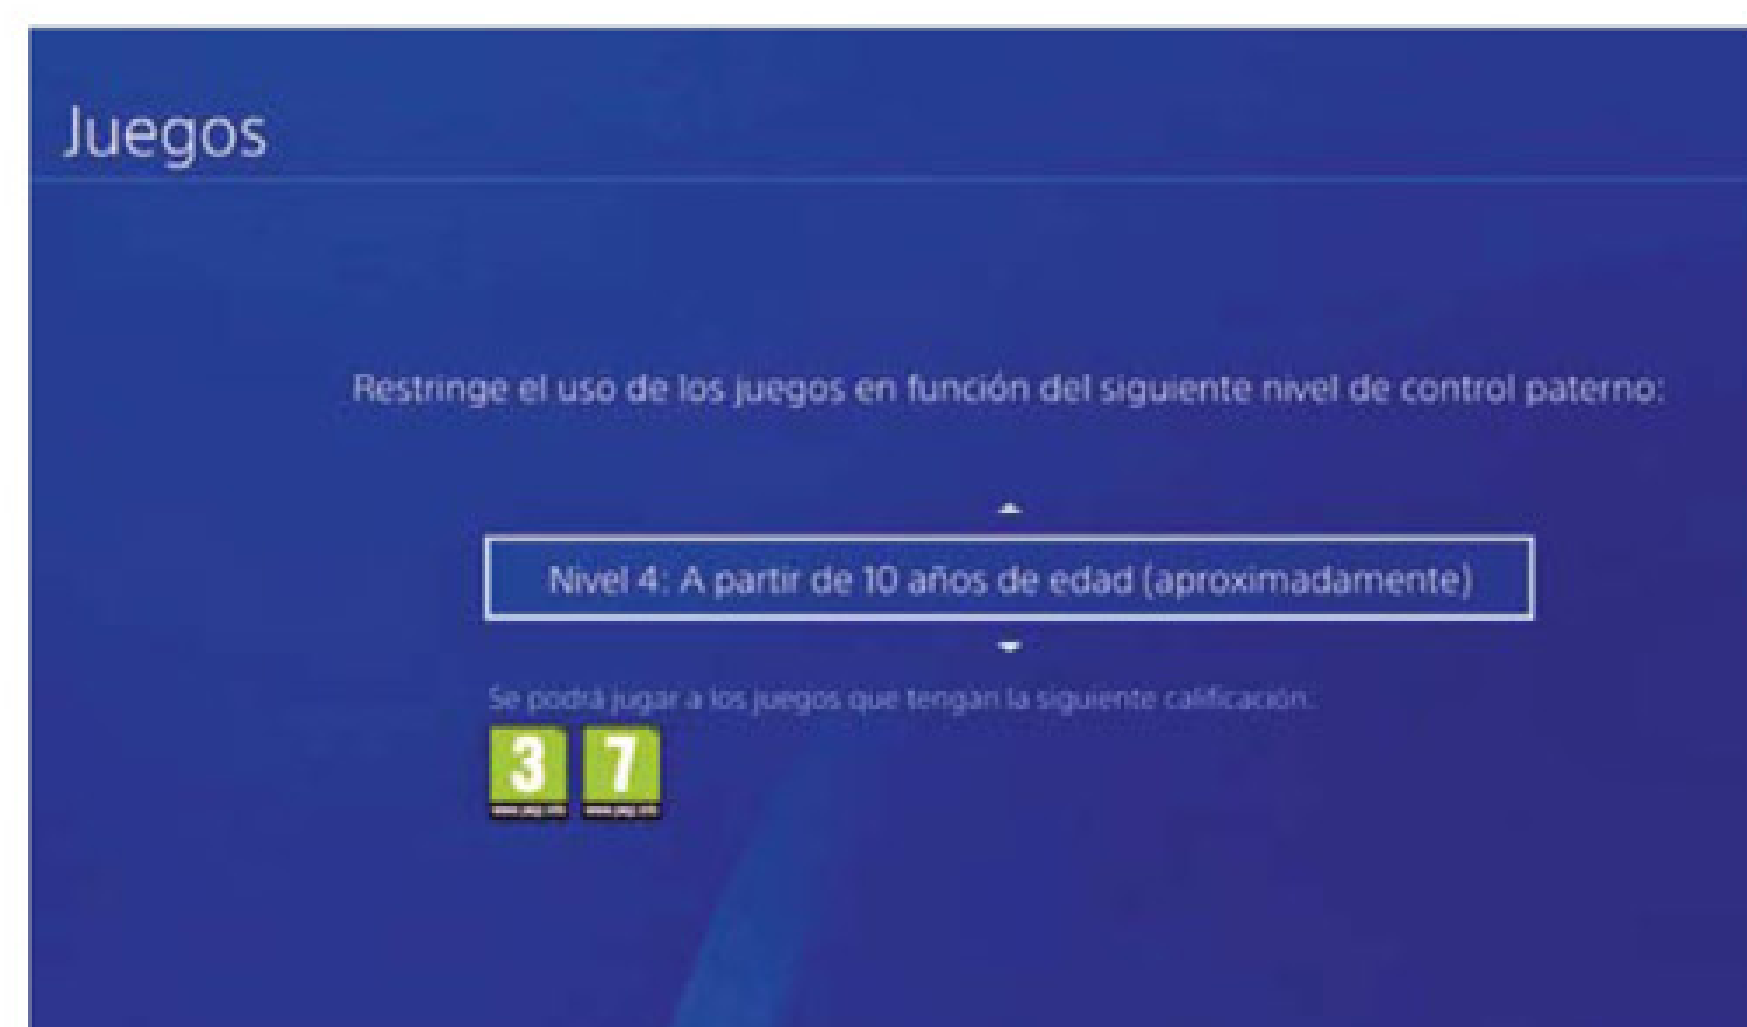 Juegos
Restringe el uso de los juegos en función del siguiente nivel de control paterno:
Nivel 4: A partir de 10 años de edad (aproximadamente)
Se podrá jugar a los juegos que tengan la siguiente calificación.
3 7